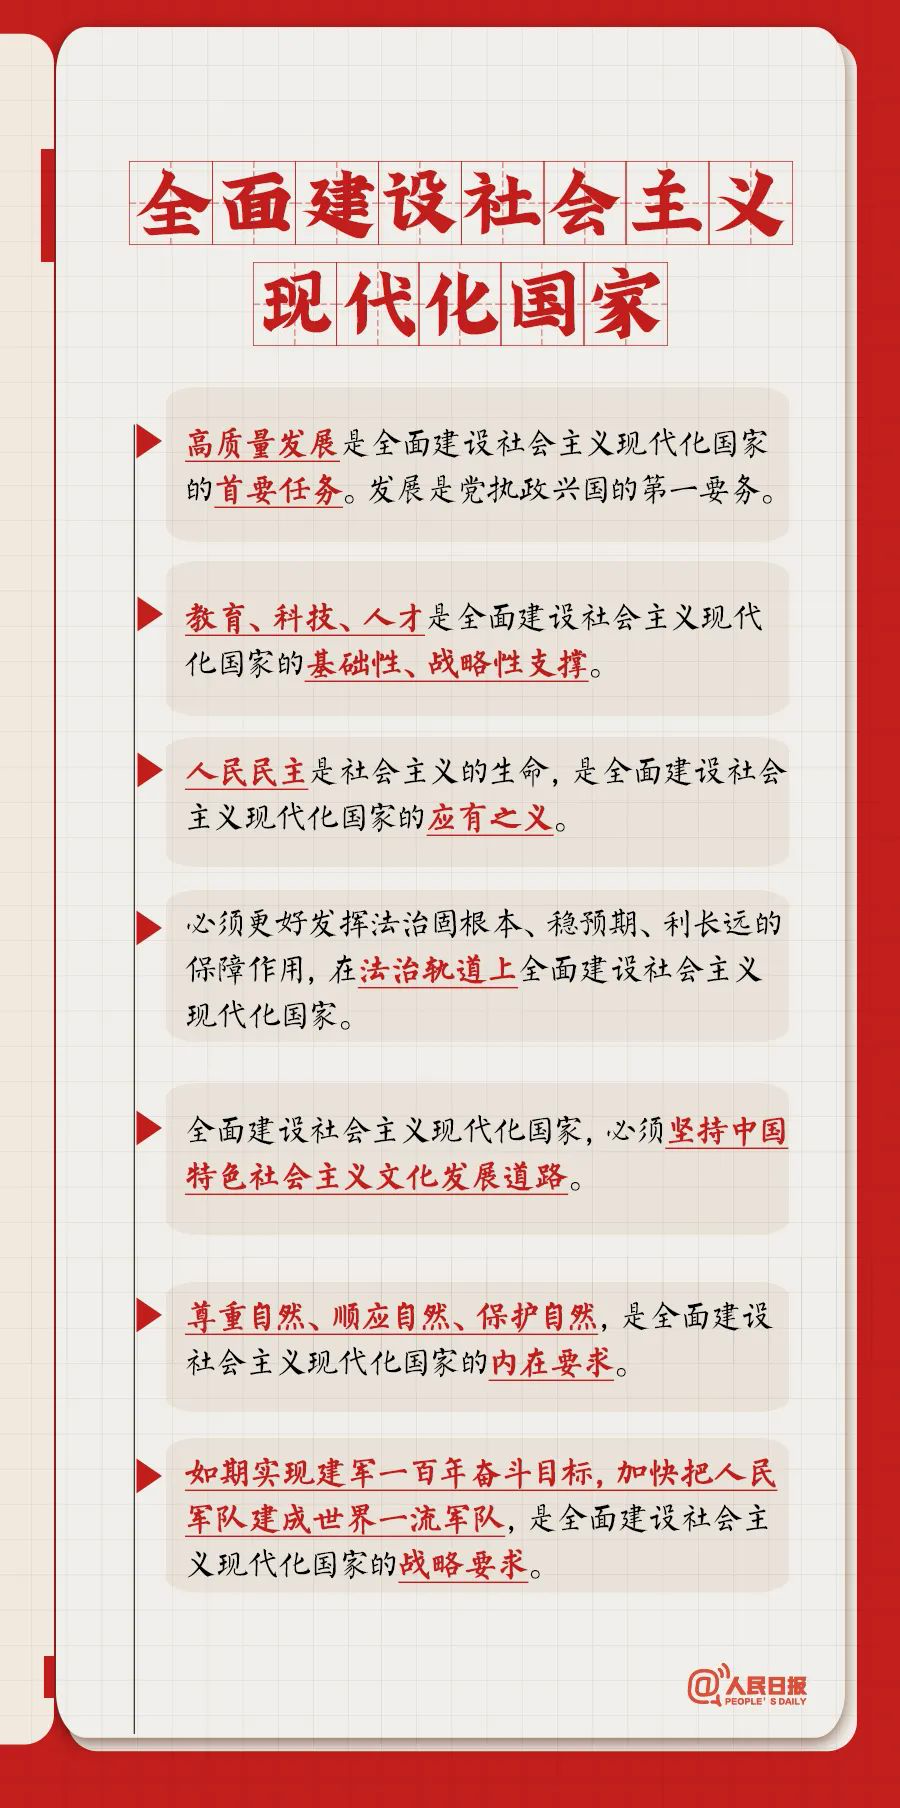 全面建设社会主义
现代化国家
高质量发展是全面建设社会主义现代化国家
的首要任务。发展是党执政兴国的第一要务。
教育、科技、人才是全面建设社会主义现代
化国家的基础性、战略性支撑。
人民民主是社会主义的生命，是全面建设社会
主义现代化国家的应有之义。
必须更好发挥法治固根本、稳预期、利长远的
保障作用，在法治轨道上全面建设社会主义
现代化国家。
全面建设社会主义现代化国家，必须坚持中国
特色社会主义文化发展道路。
尊重自然、顺应自然、保护自然，是全面建设
社会主义现代化国家的内在要求。
如期实现建军一百年奋斗目标，加快把人民
军队建成世界一流军队，是全面建设社会主
义现代化国家的战略要求。
@人民日报
PEOPLE'S DAILY